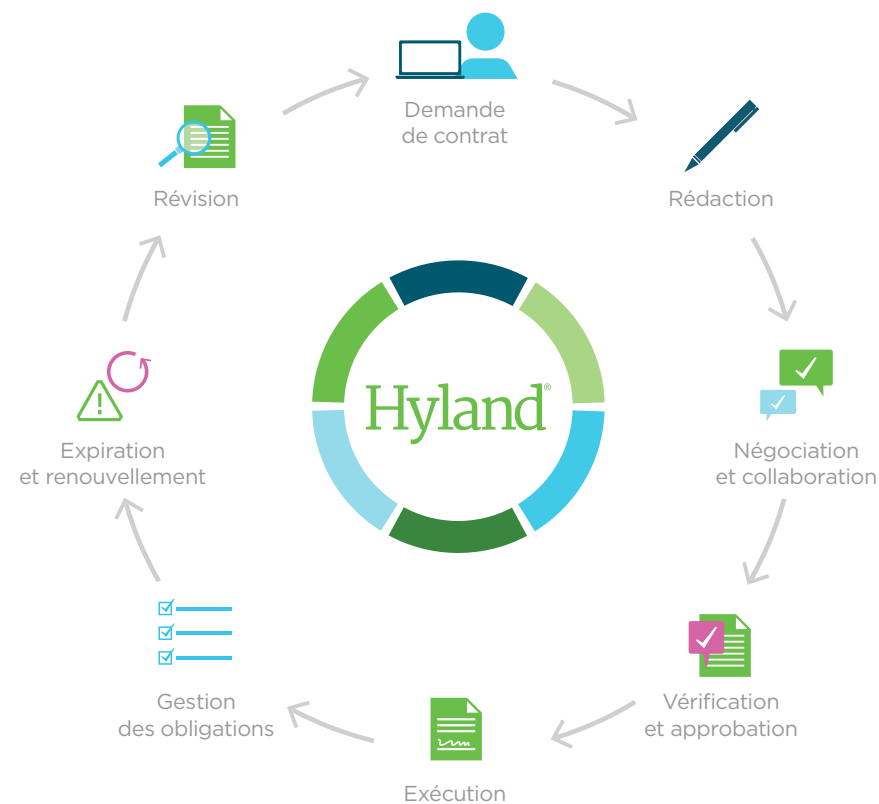 Demande
de contrat
Rédaction
Négociation
et collaboration
Vérification
et approbation
Exécution
Gestion
des obligations
Expiration
et renouvellement
Révision
Hyland®